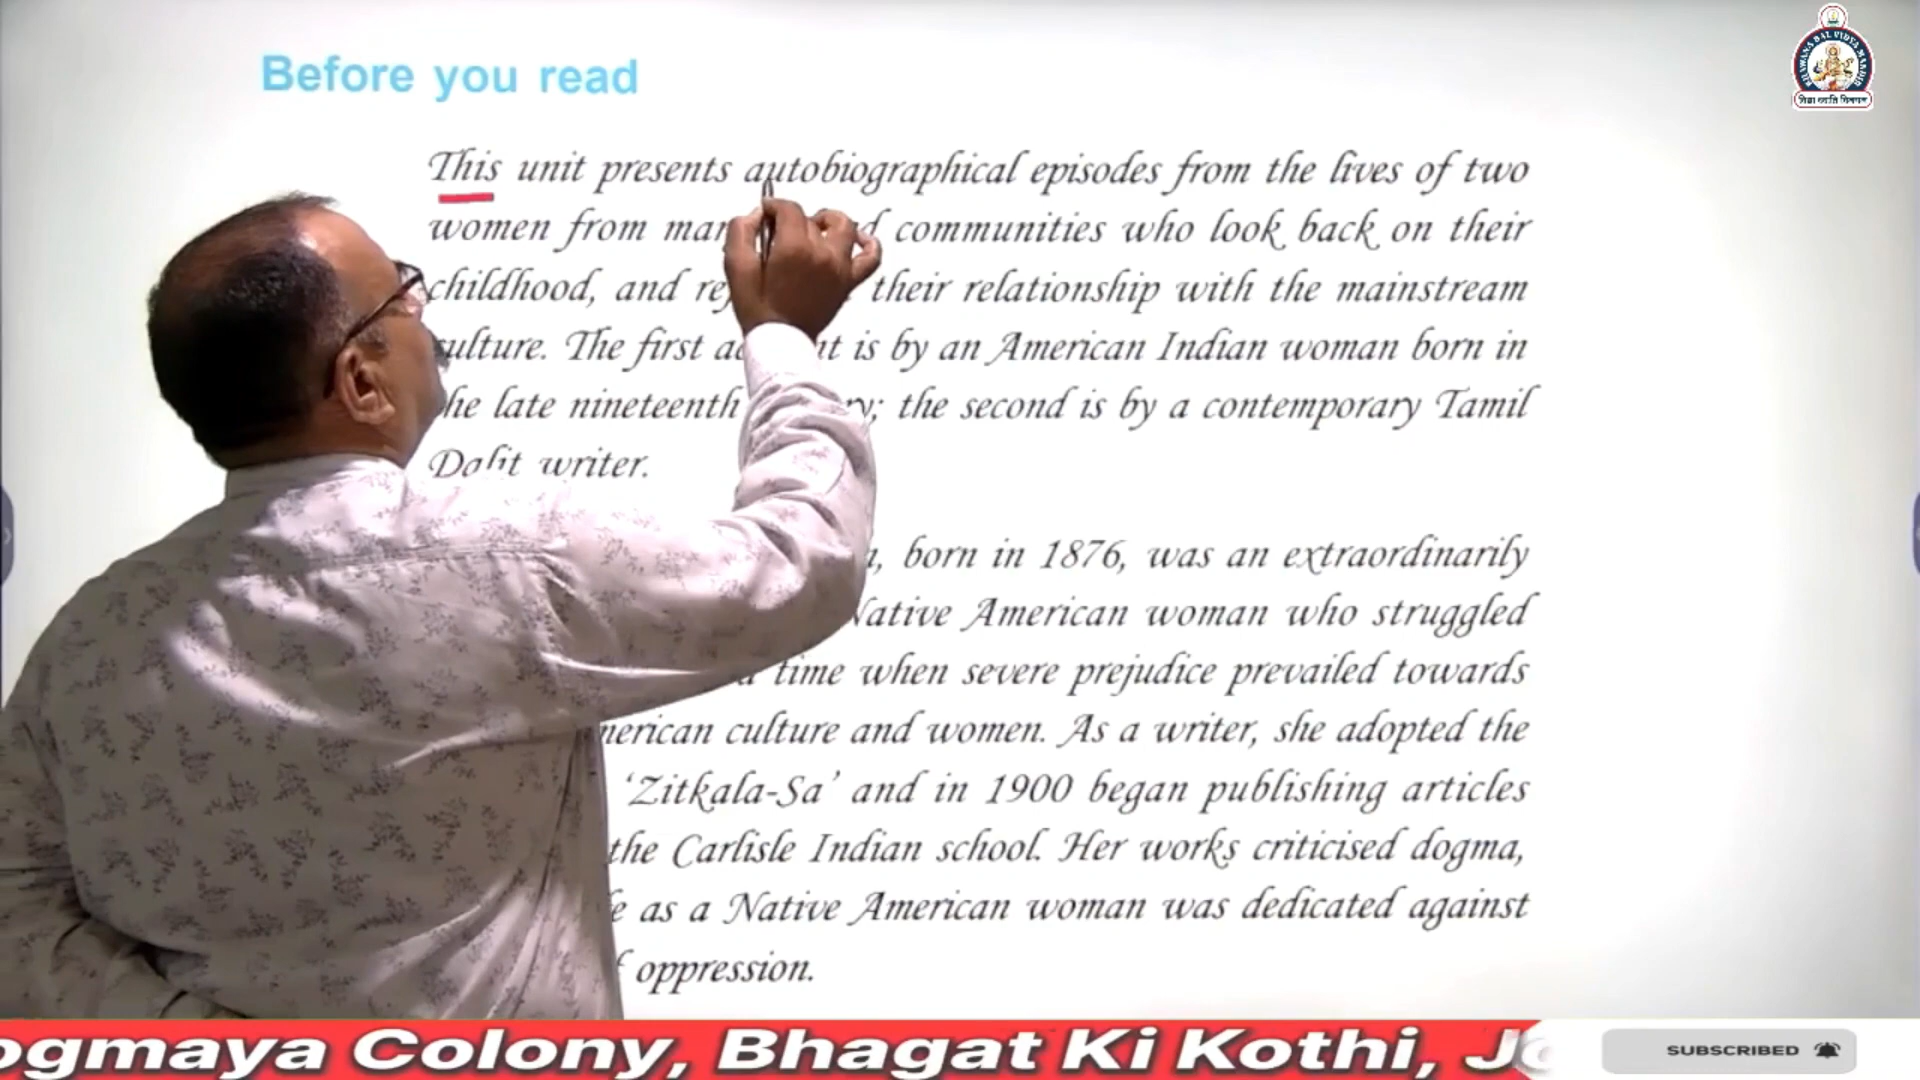 Before you read
This unit presents autobiographical episodes from the lives of two
women from communities who look back on their
childhood, and their relationship with the mainstream
culture. The first is by an American Indian woman born in
the late nineteenth the second is by a contemporary Tamil
Dalit writer.
born in 1876, was an extraordinarily
Native American woman who struggled
time when severe prejudice prevailed towards
American culture and women. As a writer, she adopted the
‘Zitkala-Sa’ and in 1900 began publishing articles
the Carlisle Indian school. Her works criticised dogma,
as a Native American woman was dedicated against
oppression.
ogmaya Colony, Bhagat Ki Kothi, Jo
SUBSCRIBED